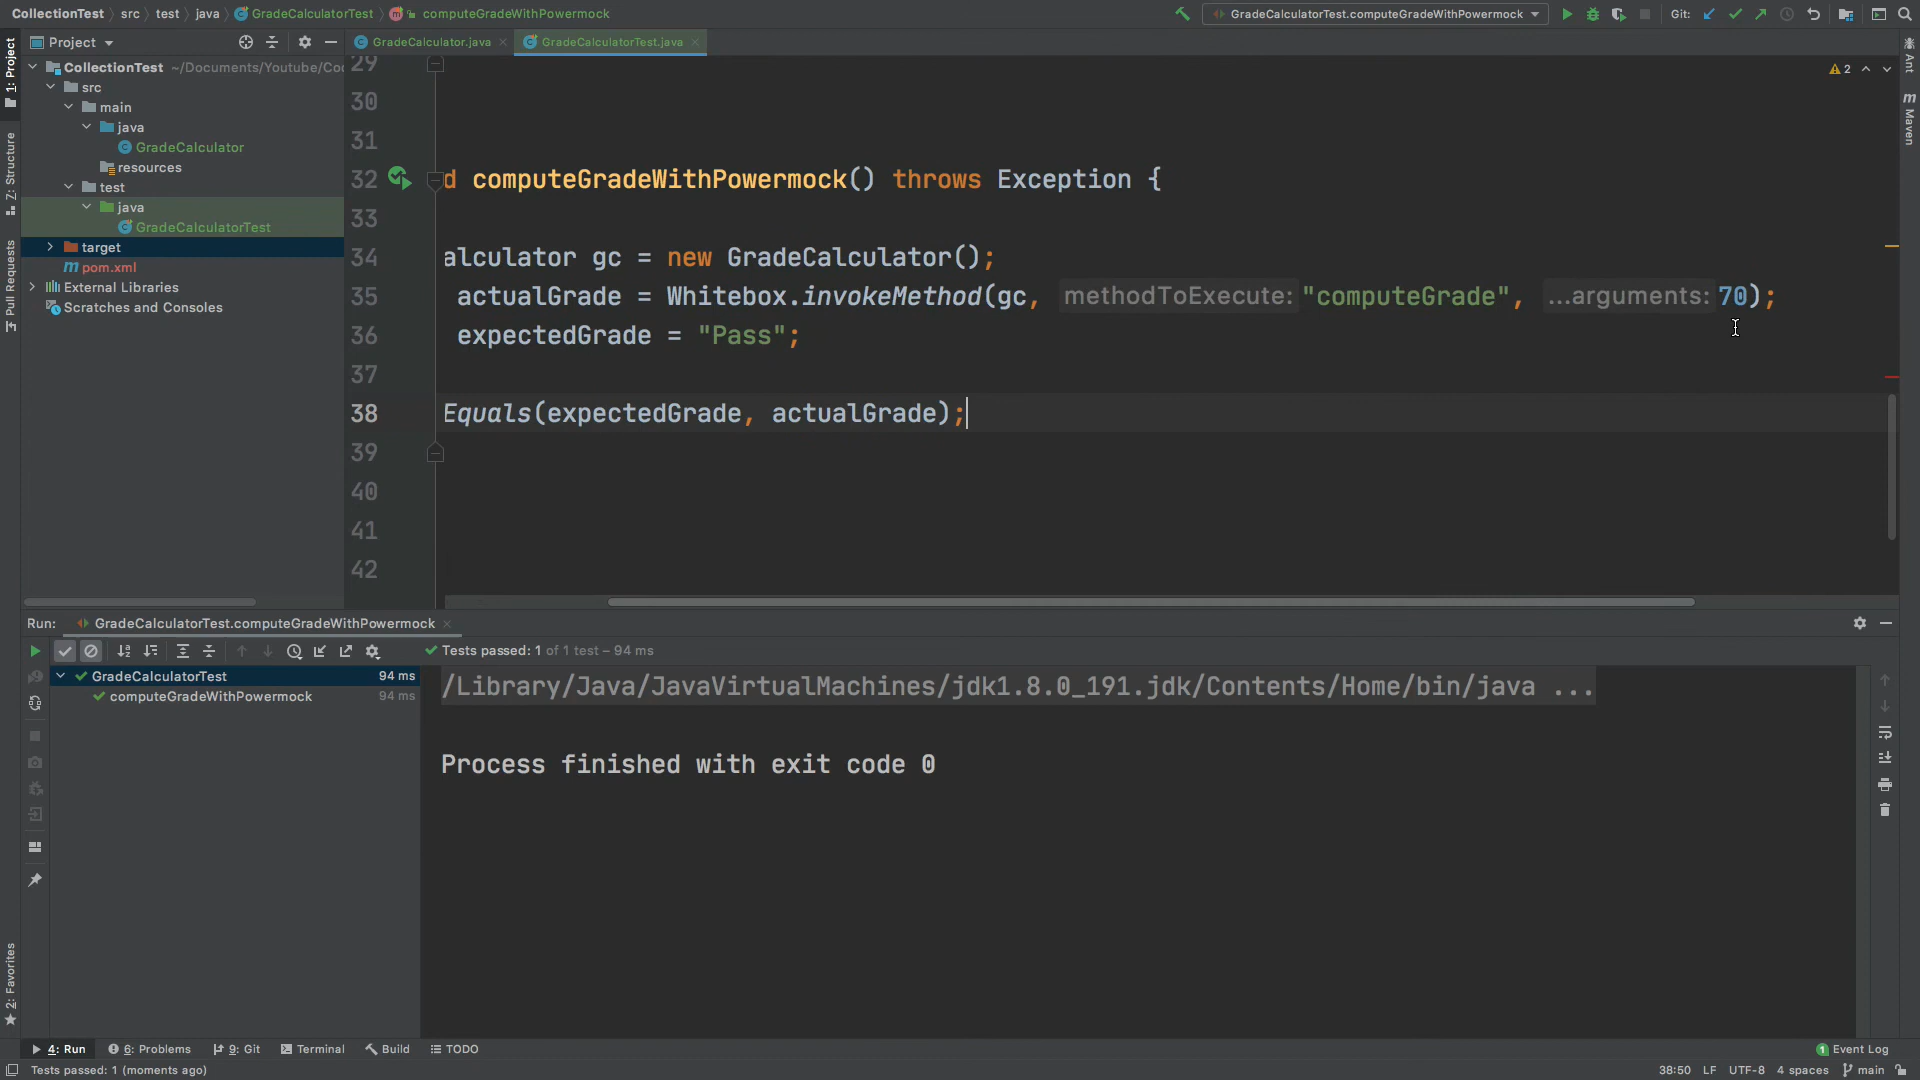 CollectionTest src test java GradeCalculatorTest computeGradeWithPowermock GradeCalculatorTest.computeGradeWithPowermock Git:
1: Project
Z: Structure
Pull Requests
2: Favorites
Project
CollectionTest ~/Documents/Youtube/Co
src
main
java
GradeCalculator
resources
test
java
GradeCalculatorTest
target
pom.xml
External Libraries
Scratches and Consoles
GradeCalculator.java GradeCalculatorTest.java
2
Ant
Maven
29
30
31
32 d computeGradeWithPowermock() throws Exception {
33
34 alculator gc = new GradeCalculator();
35 actualGrade = Whitebox.invokeMethod(gc, methodToExecute: "computeGrade", ...arguments: 70);
36 expectedGrade = "Pass";
37
38 Equals(expectedGrade, actualGrade);
39
40
41
42
Run: GradeCalculatorTest.computeGradeWithPowermock
Tests passed: 1 of 1 test – 94 ms
GradeCalculatorTest 94 ms
computeGradeWithPowermock 94 ms
/Library/Java/JavaVirtualMachines/jdk1.8.0_191.jdk/Contents/Home/bin/java ...
Process finished with exit code 0
4: Run 6: Problems 9: Git Terminal Build TODO 1 Event Log
Tests passed: 1 (moments ago) 38:50 LF UTF-8 4 spaces main